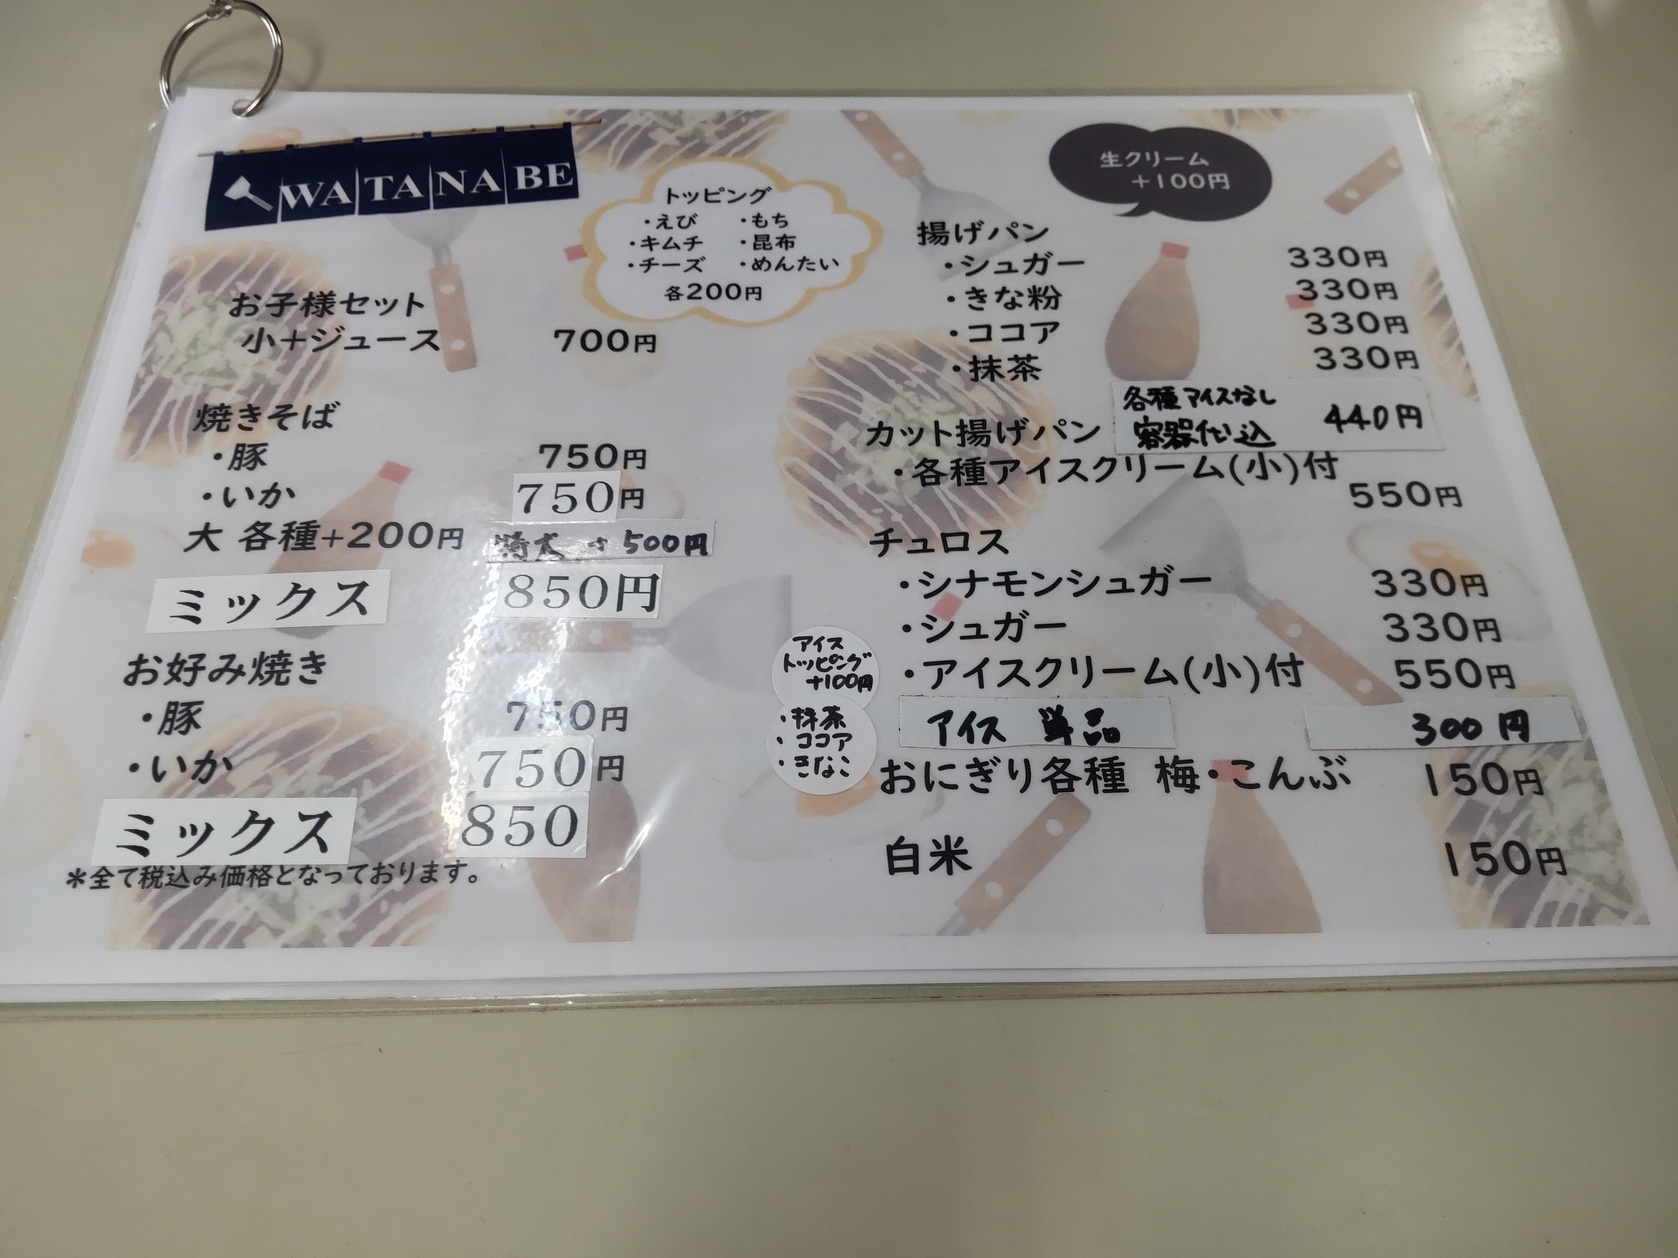 WATANABE
トッピング
・えび ・もち
・キムチ ・昆布
・チーズ ・めんたい
各200円
お子様セット
小+ジュース 700円
焼きそば
・豚 750円
・いか 750円
大 各種+200円 特大 + 500円
ミックス 850円
お好み焼き
・豚 750円
・いか 750円
ミックス 850
*全て税込み価格となっております。
生クリーム
+100円
揚げパン
・シュガー 330円
・きな粉 330円
・ココア 330円
・抹茶 330円
各種アイスなし
容器代込 440円
カット揚げパン
・各種アイスクリーム(小)付
550円
チュロス
・シナモンシュガー 330円
・シュガー 330円
・アイスクリーム(小)付 550円
アイス
トッピング
+100円
・抹茶
・ココア
・きなこ
アイス 単品 300円
おにぎり各種 梅・こんぶ 150円
白米 150円